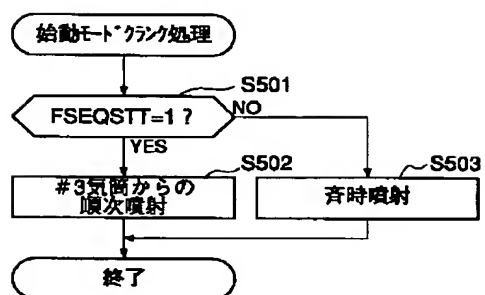 始動モードクランク処理
S501
FSEQSTT=1?
NO
YES
S502
#3気筒からの
順次噴射
S503
斉時噴射
終了